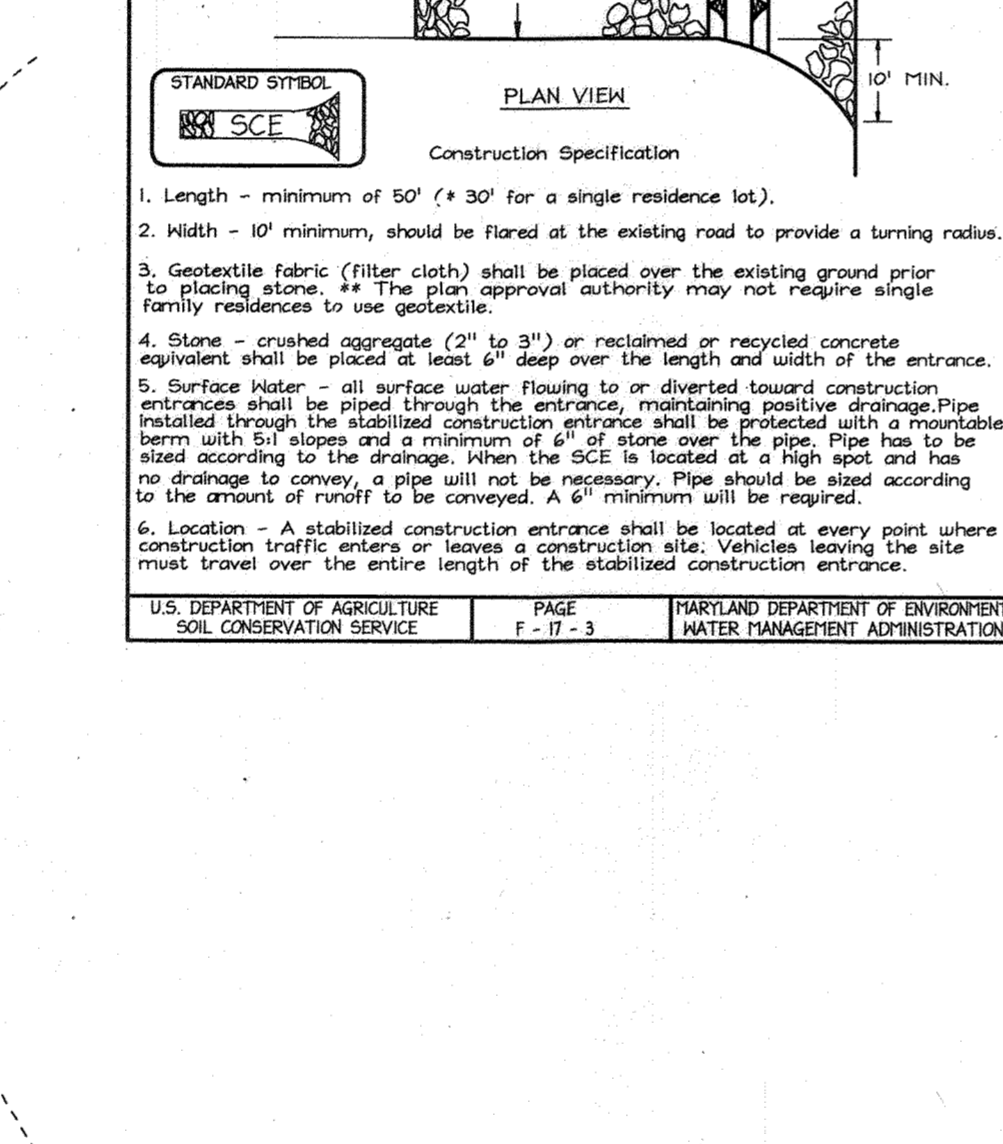 10' MIN.
STANDARD SYMBOL
SCE
PLAN VIEW
Construction Specification
1. Length - minimum of 50' (* 30' for a single residence lot).
2. Width - 10' minimum, should be flared at the existing road to provide a turning radius.
3. Geotextile fabric (filter cloth) shall be placed over the existing ground prior
to placing stone. ** The plan approval authority may not require single
family residences to use geotextile.
4. Stone - crushed aggregate (2" to 3") or reclaimed or recycled concrete
equivalent shall be placed at least 6" deep over the length and width of the entrance.
5. Surface Water - all surface water flowing to or diverted toward construction
entrances shall be piped through the entrance, maintaining positive drainage.Pipe
installed through the stabilized construction entrance shall be protected with a mountable
berm with 5:1 slopes and a minimum of 6" of stone over the pipe. Pipe has to be
sized according to the drainage. When the SCE is located at a high spot and has
no drainage to convey, a pipe will not be necessary. Pipe should be sized according
to the amount of runoff to be conveyed. A 6" minimum will be required.
6. Location - A stabilized construction entrance shall be located at every point where
construction traffic enters or leaves a construction site. Vehicles leaving the site
must travel over the entire length of the stabilized construction entrance.
U.S. DEPARTMENT OF AGRICULTURE
SOIL CONSERVATION SERVICE
PAGE
F - 17 - 3
MARYLAND DEPARTMENT OF ENVIRONMENT
WATER MANAGEMENT ADMINISTRATION